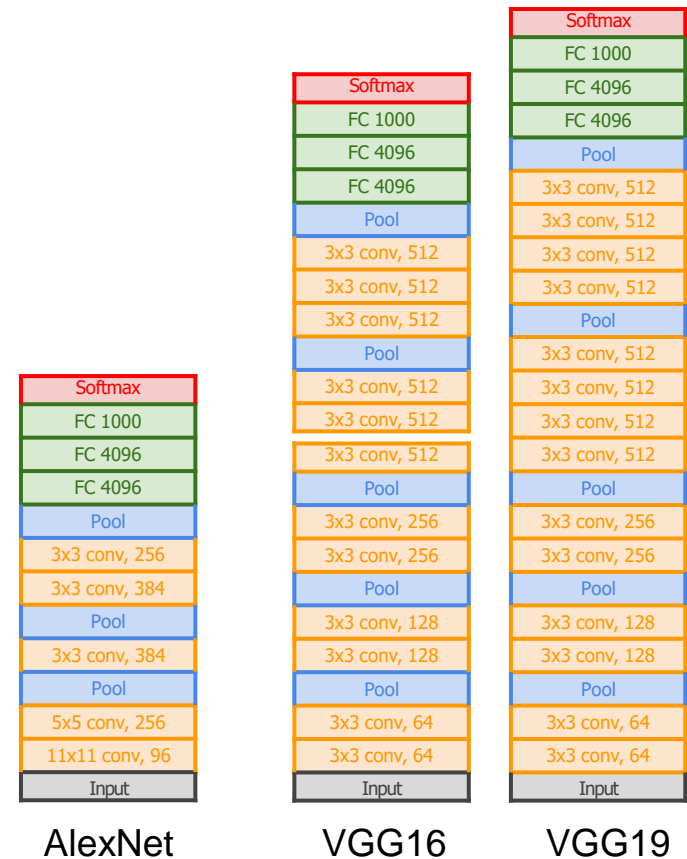 Softmax
FC 1000
FC 4096
FC 4096
Pool
3x3 conv, 256
3x3 conv, 384
Pool
3x3 conv, 384
Pool
5x5 conv, 256
11x11 conv, 96
Input
AlexNet
Softmax
FC 1000
FC 4096
FC 4096
Pool
3x3 conv, 512
3x3 conv, 512
3x3 conv, 512
Pool
3x3 conv, 512
3x3 conv, 512
3x3 conv, 512
Pool
3x3 conv, 256
3x3 conv, 256
Pool
3x3 conv, 128
3x3 conv, 128
Pool
3x3 conv, 64
3x3 conv, 64
Input
VGG16
Softmax
FC 1000
FC 4096
FC 4096
Pool
3x3 conv, 512
3x3 conv, 512
3x3 conv, 512
3x3 conv, 512
Pool
3x3 conv, 512
3x3 conv, 512
3x3 conv, 512
3x3 conv, 512
Pool
3x3 conv, 256
3x3 conv, 256
Pool
3x3 conv, 128
3x3 conv, 128
Pool
3x3 conv, 64
3x3 conv, 64
Input
VGG19